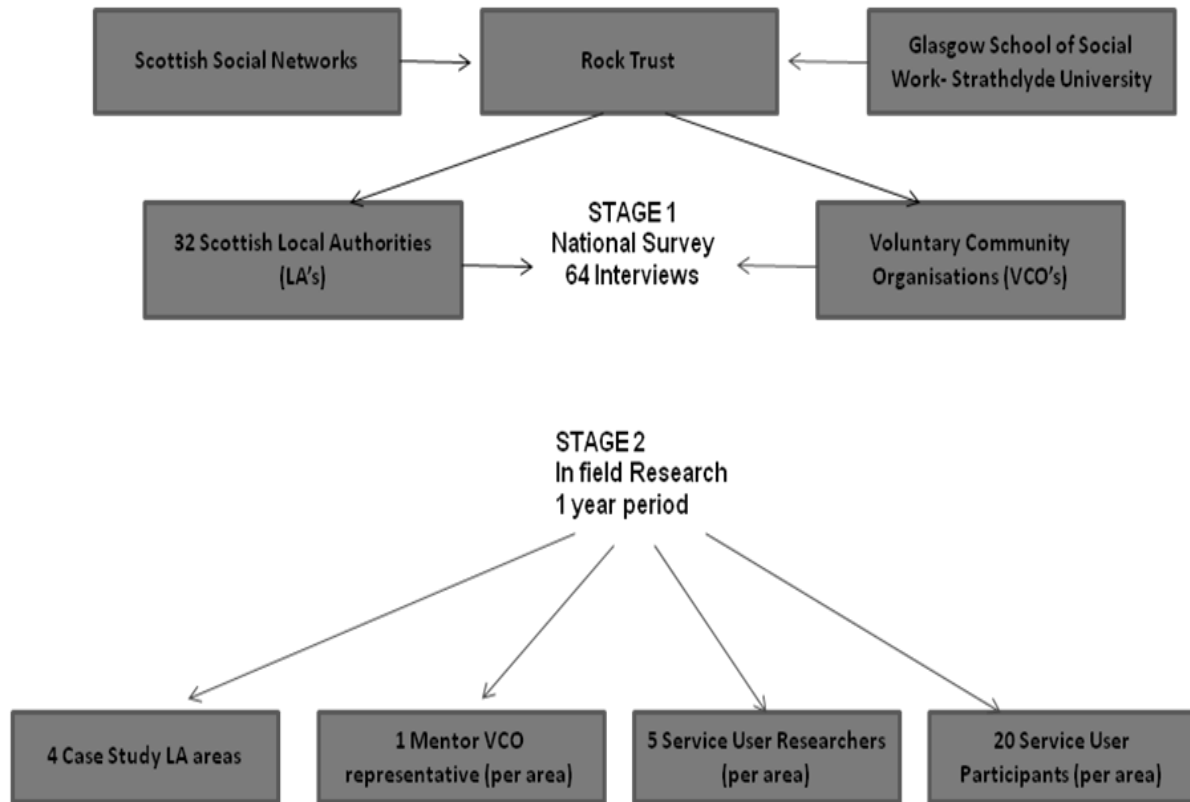 Scottish Social Networks
Rock Trust
Glasgow School of Social
Work- Strathclyde University
32 Scottish Local Authorities
(LA's)
STAGE 1
National Survey
64 Interviews
Voluntary Community
Organisations (VCO's)
STAGE 2
In field Research
1 year period
4 Case Study LA areas
1 Mentor VCO
representative (per area)
5 Service User Researchers
(per area)
20 Service User
Participants (per area)